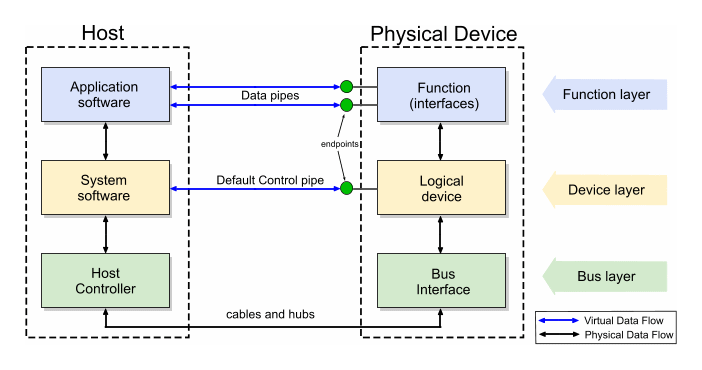 Host
Physical Device
Application
software
Data pipes
Function
(interfaces)
Function layer
endpoints
System
software
Default Control pipe
Logical
device
Device layer
Host
Controller
Bus
Interface
Bus layer
cables and hubs
Virtual Data Flow
Physical Data Flow